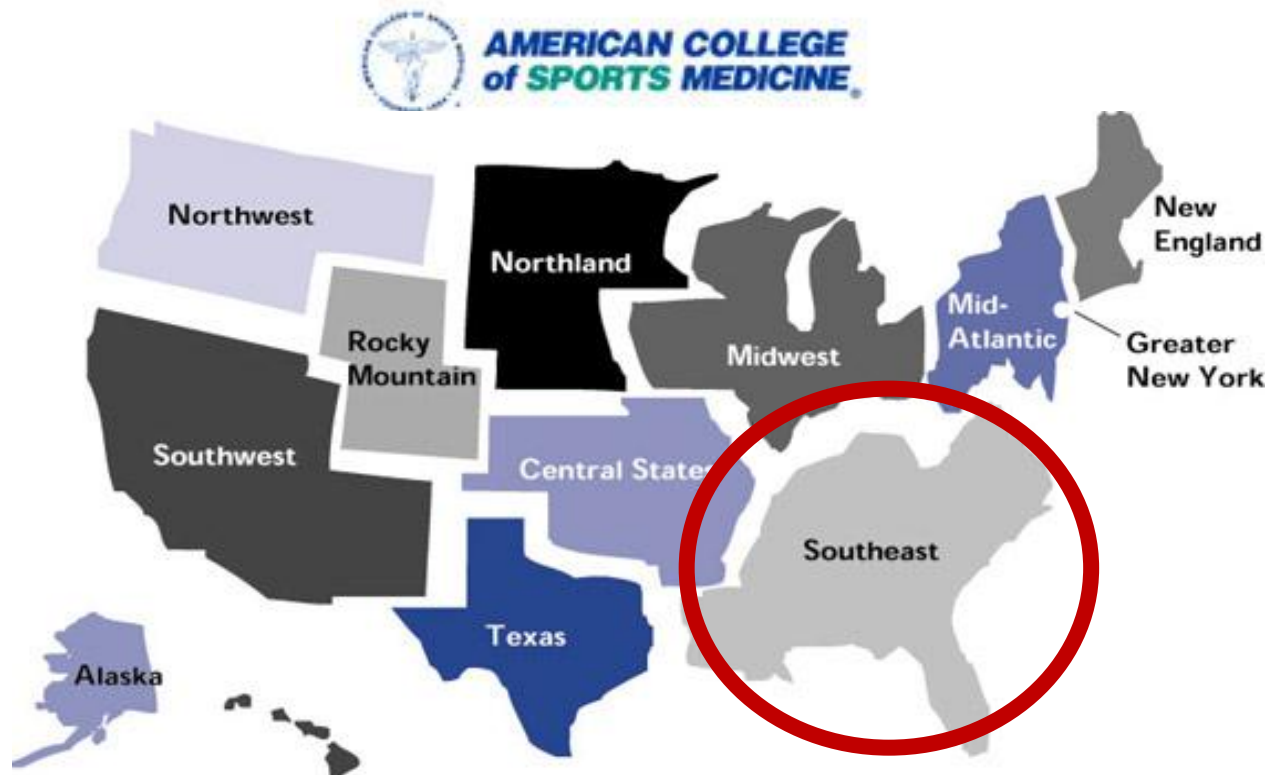 AMERICAN COLLEGE
of SPORTS MEDICINE®
Northwest
New
England
Northland
Mid-
Atlantic
Rocky
Mountain
Midwest
Greater
New York
Southwest
Central States
Southeast
Texas
Alaska